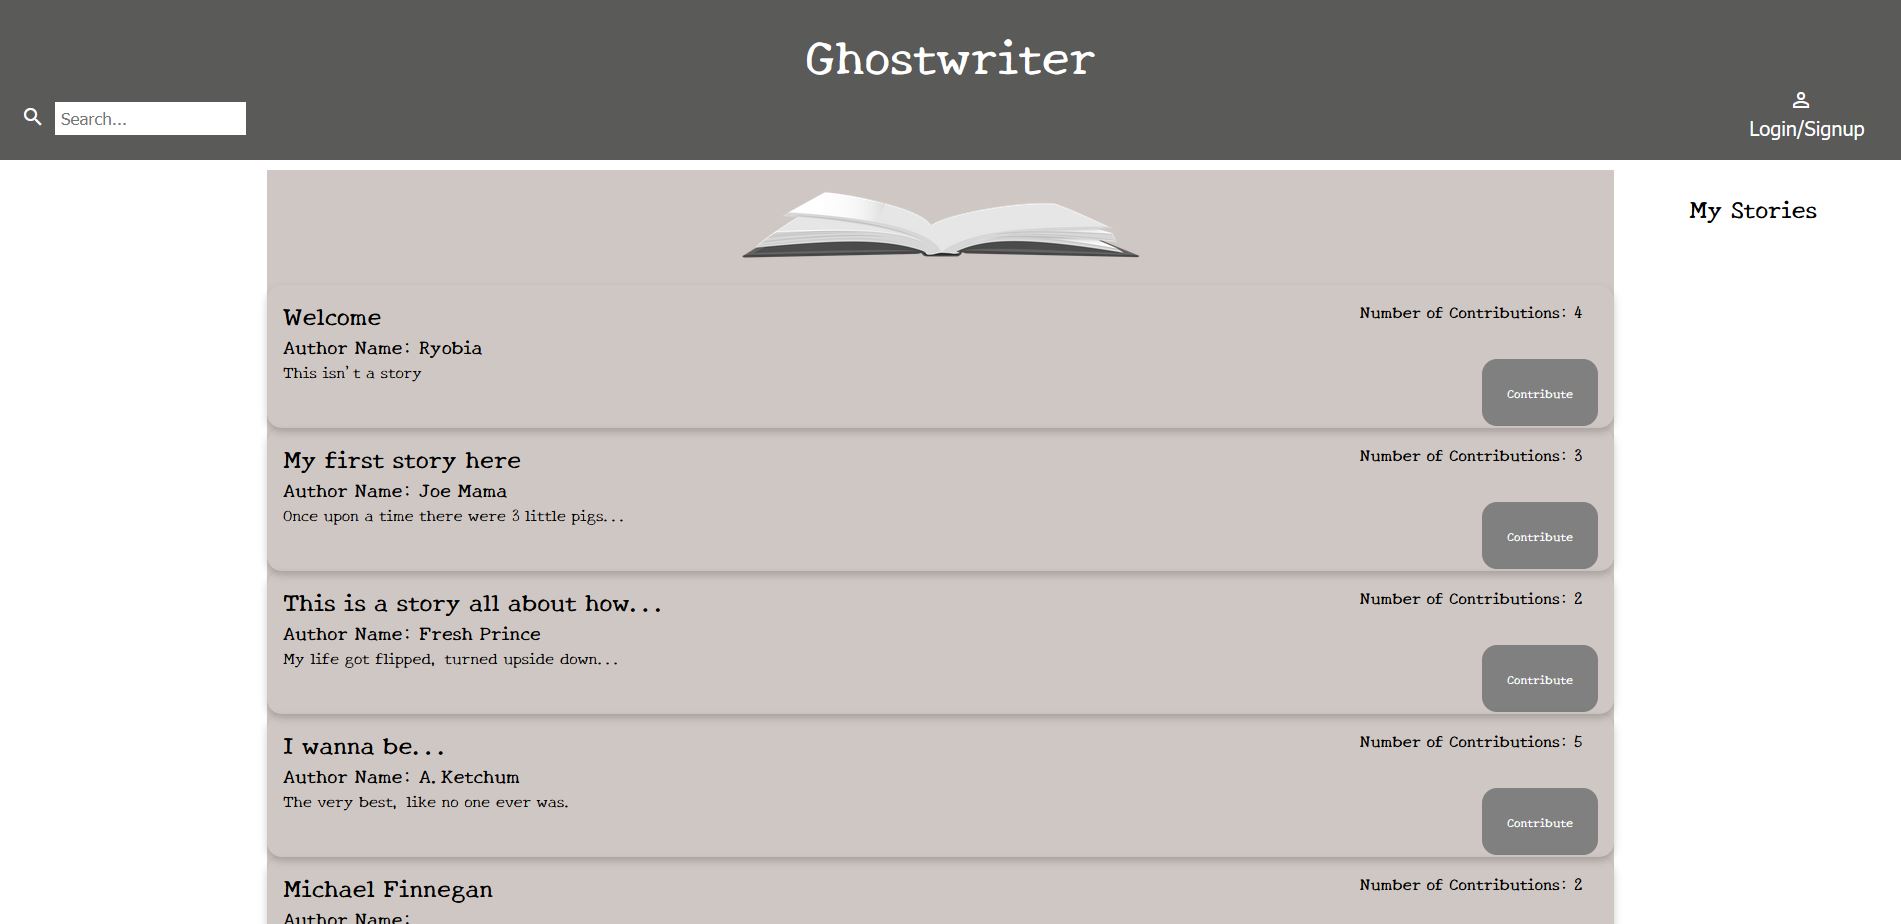 Ghostwriter
Search...
Login/Signup
My Stories
Welcome
Number of Contributions: 4
Author Name: Ryobia
This isn't a story
Contribute
My first story here
Number of Contributions: 3
Author Name: Joe Mama
Once upon a time there were 3 little pigs...
Contribute
This is a story all about how...
Number of Contributions: 2
Author Name: Fresh Prince
My life got flipped, turned upside down...
Contribute
I wanna be...
Number of Contributions: 5
Author Name: A.Ketchum
The very best, like no one ever was.
Contribute
Michael Finnegan
Number of Contributions: 2
Author Name: